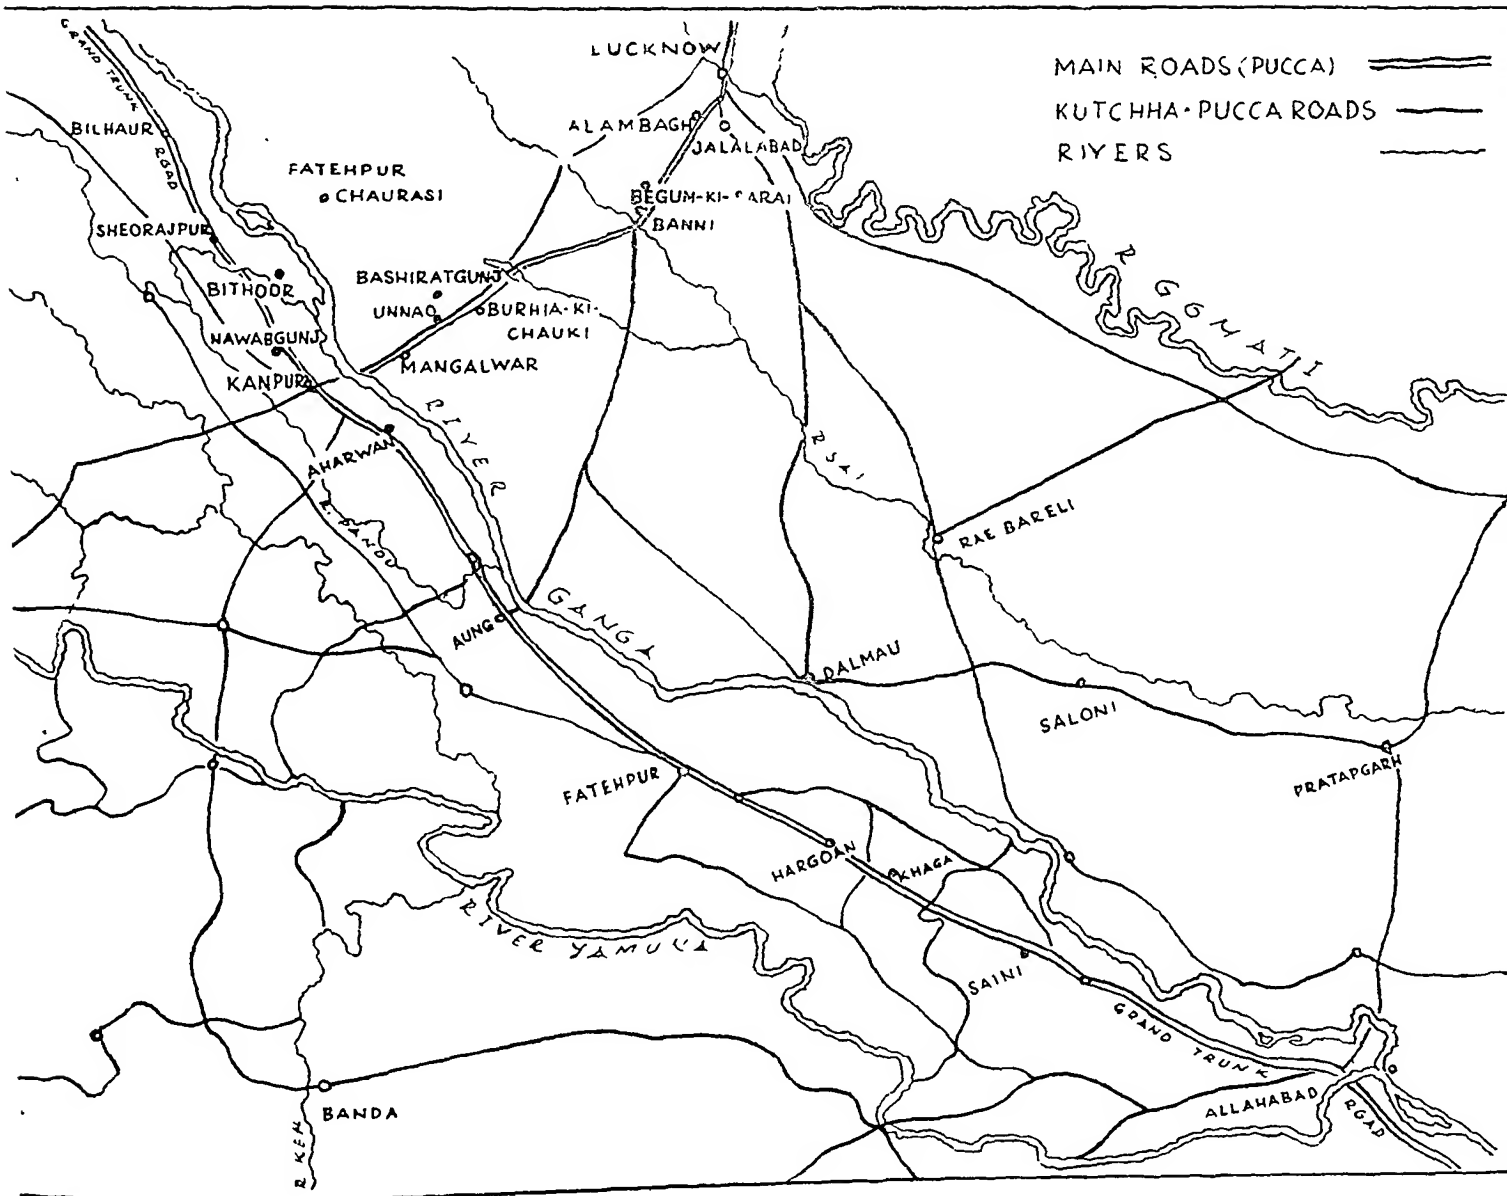 LUCKNOW
MAIN ROADS (PUCCA)
KUTCHHA-PUCCA ROADS
RIVERS
GRAND TRUNK
ROAD
BILHAUR
ALAMBAGH
JALALABAD
FATEHPUR
CHAURASI
BEGUM-KI-SARAI
BANNI
SHEORAJPUR
BITHOOR
BASHIRATGUNJ
UNNAO
BURHIA-KI-
CHAUKI
NAWABGUNJ
MANGALWAR
KANPUR
R GOMATI
RIVER
AHARWAN
R SAI
R. PANDU
RAE BARELI
GANGA
AUNG
DALMAU
SALONI
FATEHPUR
PRATAPGARH
HARGOAN
KHAGA
RIVER YAMUNA
SAINI
GRAND TRUNK
ROAD
ALLAHABAD
BANDA
R KEN